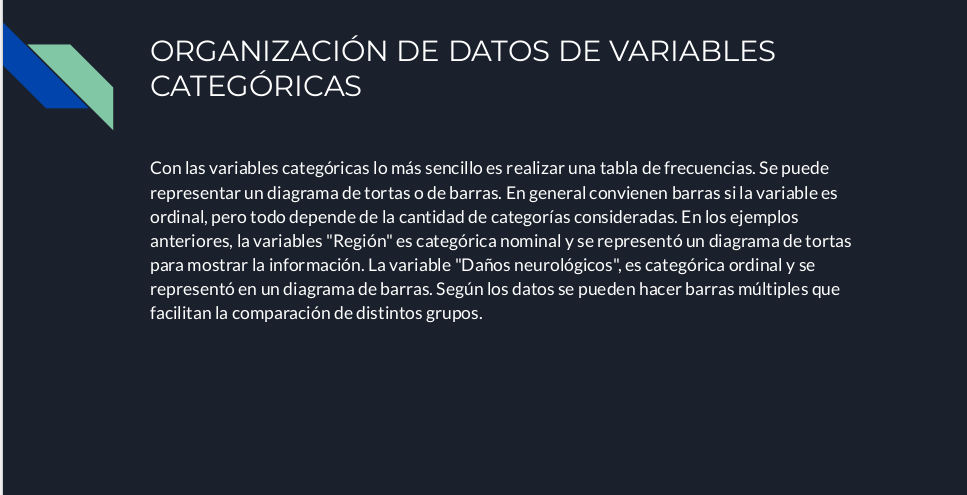 ORGANIZACIÓN DE DATOS DE VARIABLES
CATEGÓRICAS
Con las variables categóricas lo más sencillo es realizar una tabla de frecuencias. Se puede
representar un diagrama de tortas o de barras. En general convienen barras si la variable es
ordinal, pero todo depende de la cantidad de categorías consideradas. En los ejemplos
anteriores, la variables "Región" es categórica nominal y se representó un diagrama de tortas
para mostrar la información. La variable "Daños neurológicos", es categórica ordinal y se
representó en un diagrama de barras. Según los datos se pueden hacer barras múltiples que
facilitan la comparación de distintos grupos.